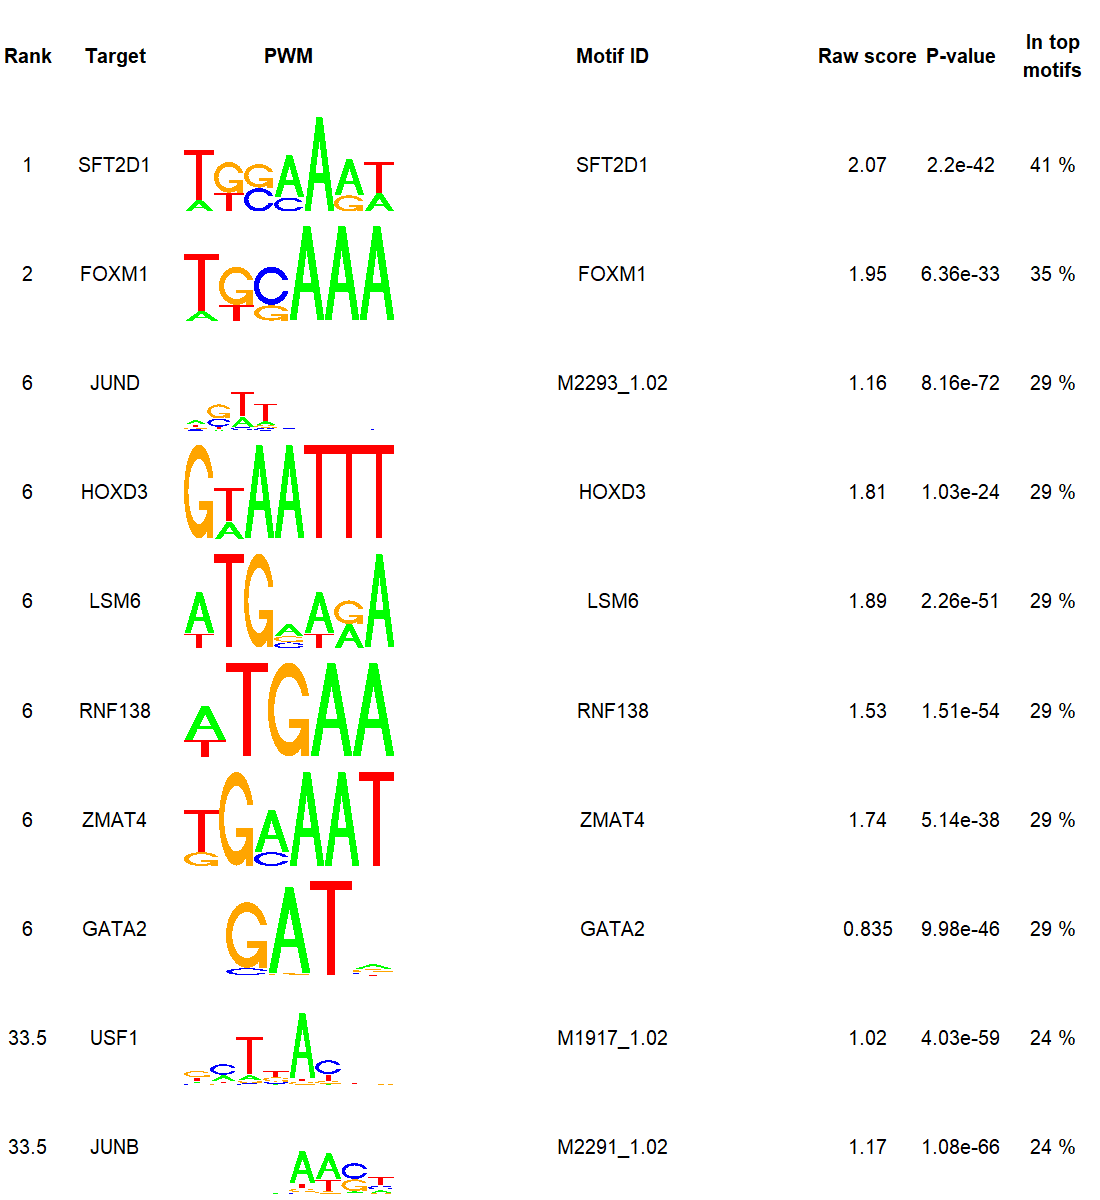 Rank Target PWM Motif ID Raw score P-value In top motifs
1 SFT2D1 SFT2D1 2.07 2.2e-42 41 %
2 FOXM1 FOXM1 1.95 6.36e-33 35 %
6 JUND M2293_1.02 1.16 8.16e-72 29 %
6 HOXD3 HOXD3 1.81 1.03e-24 29 %
6 LSM6 LSM6 1.89 2.26e-51 29 %
6 RNF138 RNF138 1.53 1.51e-54 29 %
6 ZMAT4 ZMAT4 1.74 5.14e-38 29 %
6 GATA2 GATA2 0.835 9.98e-46 29 %
33.5 USF1 M1917_1.02 1.02 4.03e-59 24 %
33.5 JUNB M2291_1.02 1.17 1.08e-66 24 %